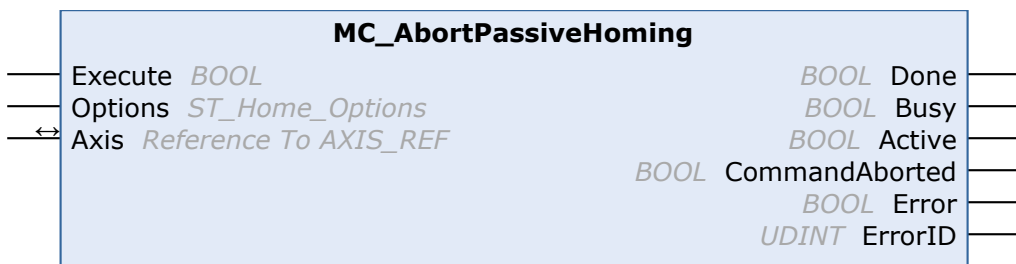 MC_AbortPassiveHoming
Execute BOOL BOOL Done
Options ST_Home_Options BOOL Busy
↔ Axis Reference To AXIS_REF BOOL Active
BOOL CommandAborted
BOOL Error
UDINT ErrorID